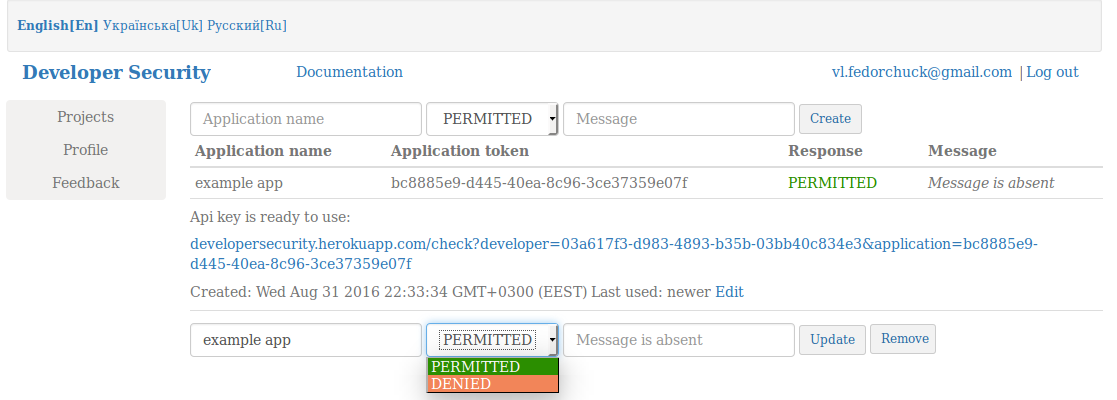 English[En] Українська[Uk] Русский[Ru]
Developer Security Documentation vl.fedorchuck@gmail.com | Log out
Projects
Profile
Feedback
Application name PERMITTED Message Create
Application name Application token Response Message
example app bc8885e9-d445-40ea-8c96-3ce37359e07f PERMITTED Message is absent
Api key is ready to use:
developersecurity.herokuapp.com/check?developer=03a617f3-d983-4893-b35b-03bb40c834e3&application=bc8885e9-
d445-40ea-8c96-3ce37359e07f
Created: Wed Aug 31 2016 22:33:34 GMT+0300 (EEST) Last used: newer Edit
example app PERMITTED Message is absent Update Remove
PERMITTED
DENIED